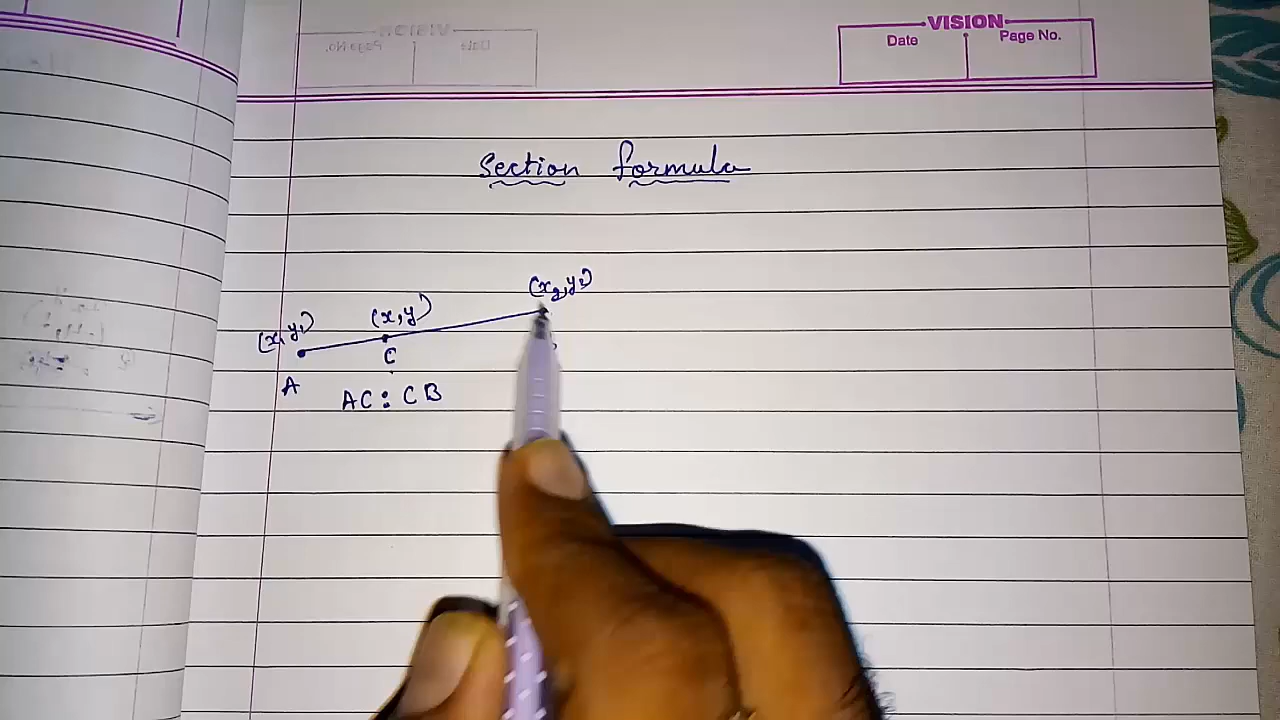 VISION
Date Page No.
Section formula
(x₂,y₂)
(x,y)
(x₁,y₁)
C
A
AC : CB